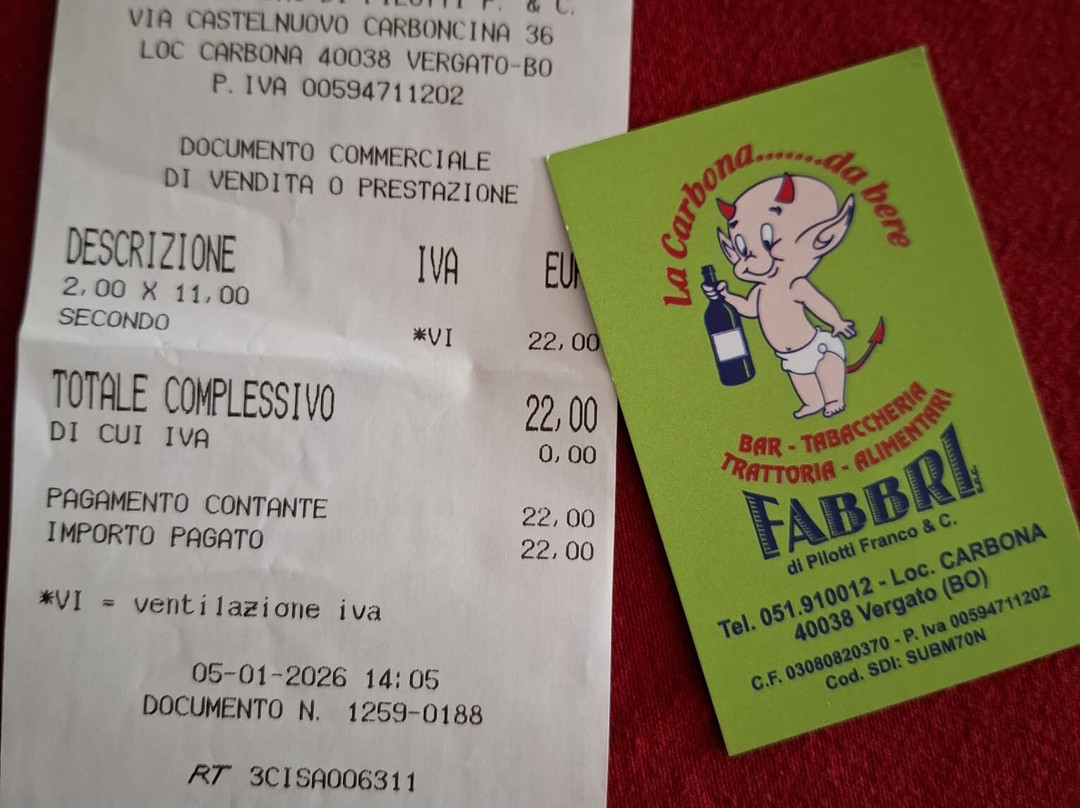 DI PILOTTI F. & C.
VIA CASTELNUOVO CARBONCINA 36
LOC CARBONA 40038 VERGATO-BO
P. IVA 00594711202
DOCUMENTO COMMERCIALE
DI VENDITA O PRESTAZIONE
DESCRIZIONE IVA EUR
2,00 X 11,00
SECONDO *VI 22,00
TOTALE COMPLESSIVO 22,00
DI CUI IVA 0,00
PAGAMENTO CONTANTE 22,00
IMPORTO PAGATO 22,00
*VI = ventilazione iva
05-01-2026 14:05
DOCUMENTO N. 1259-0188
RT 3CISA006311
La Carbona.......da bere
BAR - TABACCHERIA
TRATTORIA - ALIMENTARI
FABBRI s.n.c.
di Pilotti Franco & C.
Tel. 051.910012 - Loc. CARBONA
40038 Vergato (BO)
C.F. 03080820370 - P. Iva 00594711202
Cod. SDI: SUBM70N